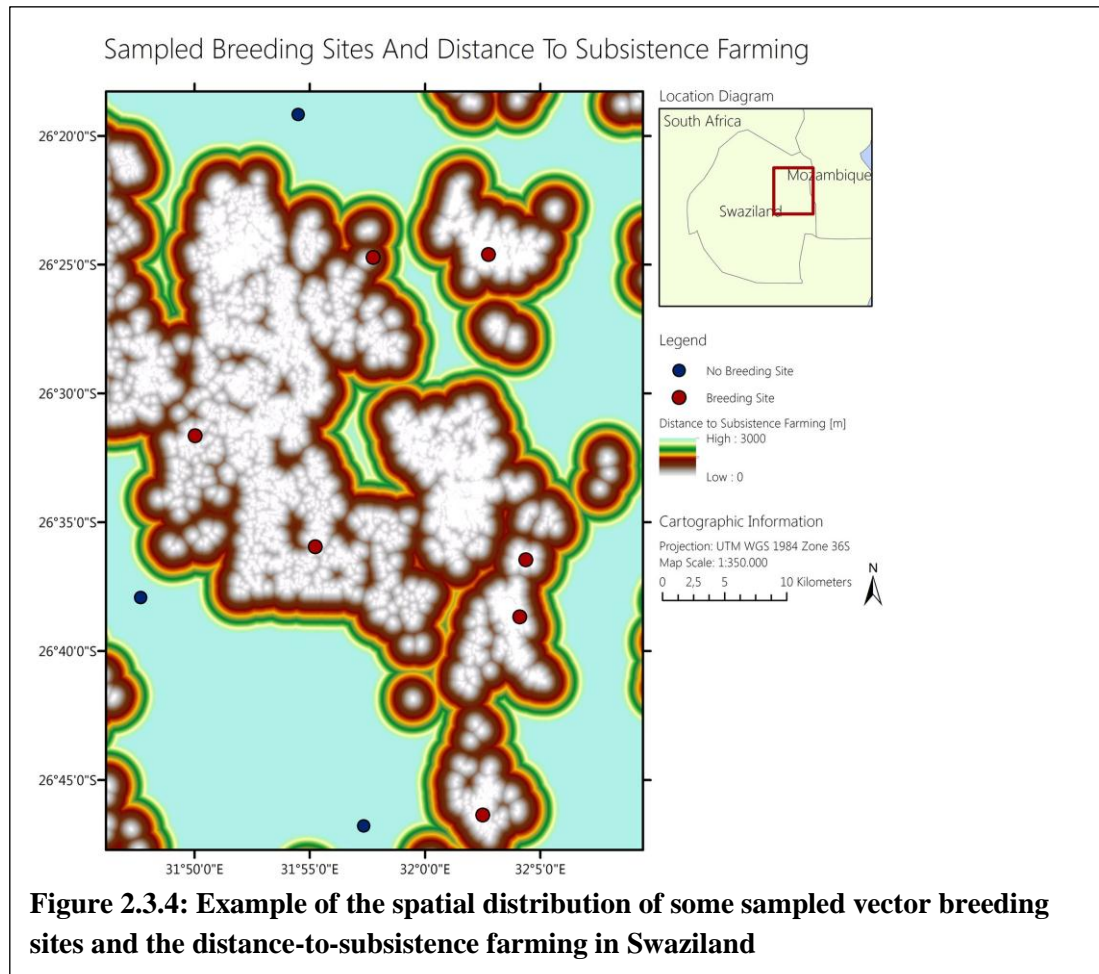 Sampled Breeding Sites And Distance To Subsistence Farming
26°20'0"S
26°25'0"S
26°30'0"S
26°35'0"S
26°40'0"S
26°45'0"S
31°50'0"E
31°55'0"E
32°0'0"E
32°5'0"E
Location Diagram
South Africa
Mozambique
Swaziland
Legend
No Breeding Site
Breeding Site
Distance to Subsistence Farming [m]
High : 3000
Low : 0
Cartographic Information
Projection: UTM WGS 1984 Zone 36S
Map Scale: 1:350.000
0 2,5 5 10 Kilometers
N
Figure 2.3.4: Example of the spatial distribution of some sampled vector breeding
sites and the distance-to-subsistence farming in Swaziland